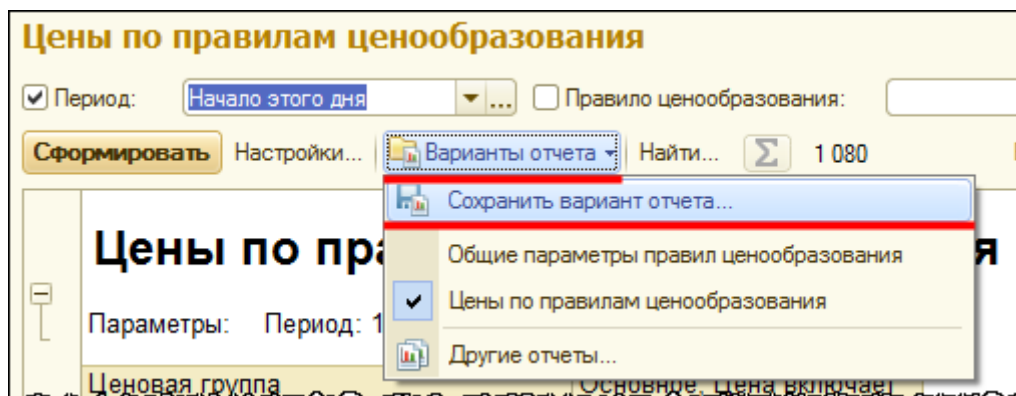 Цены по правилам ценообразования
Период: Начало этого дня ... Правило ценообразования:
Сформировать Настройки... Варианты отчета Найти... Σ 1 080
Сохранить вариант отчета...
Цены по пра я
Общие параметры правил ценообразования
Цены по правилам ценообразования
Параметры: Период: 1
Другие отчеты...
Ценовая группа Основное, Цена включает